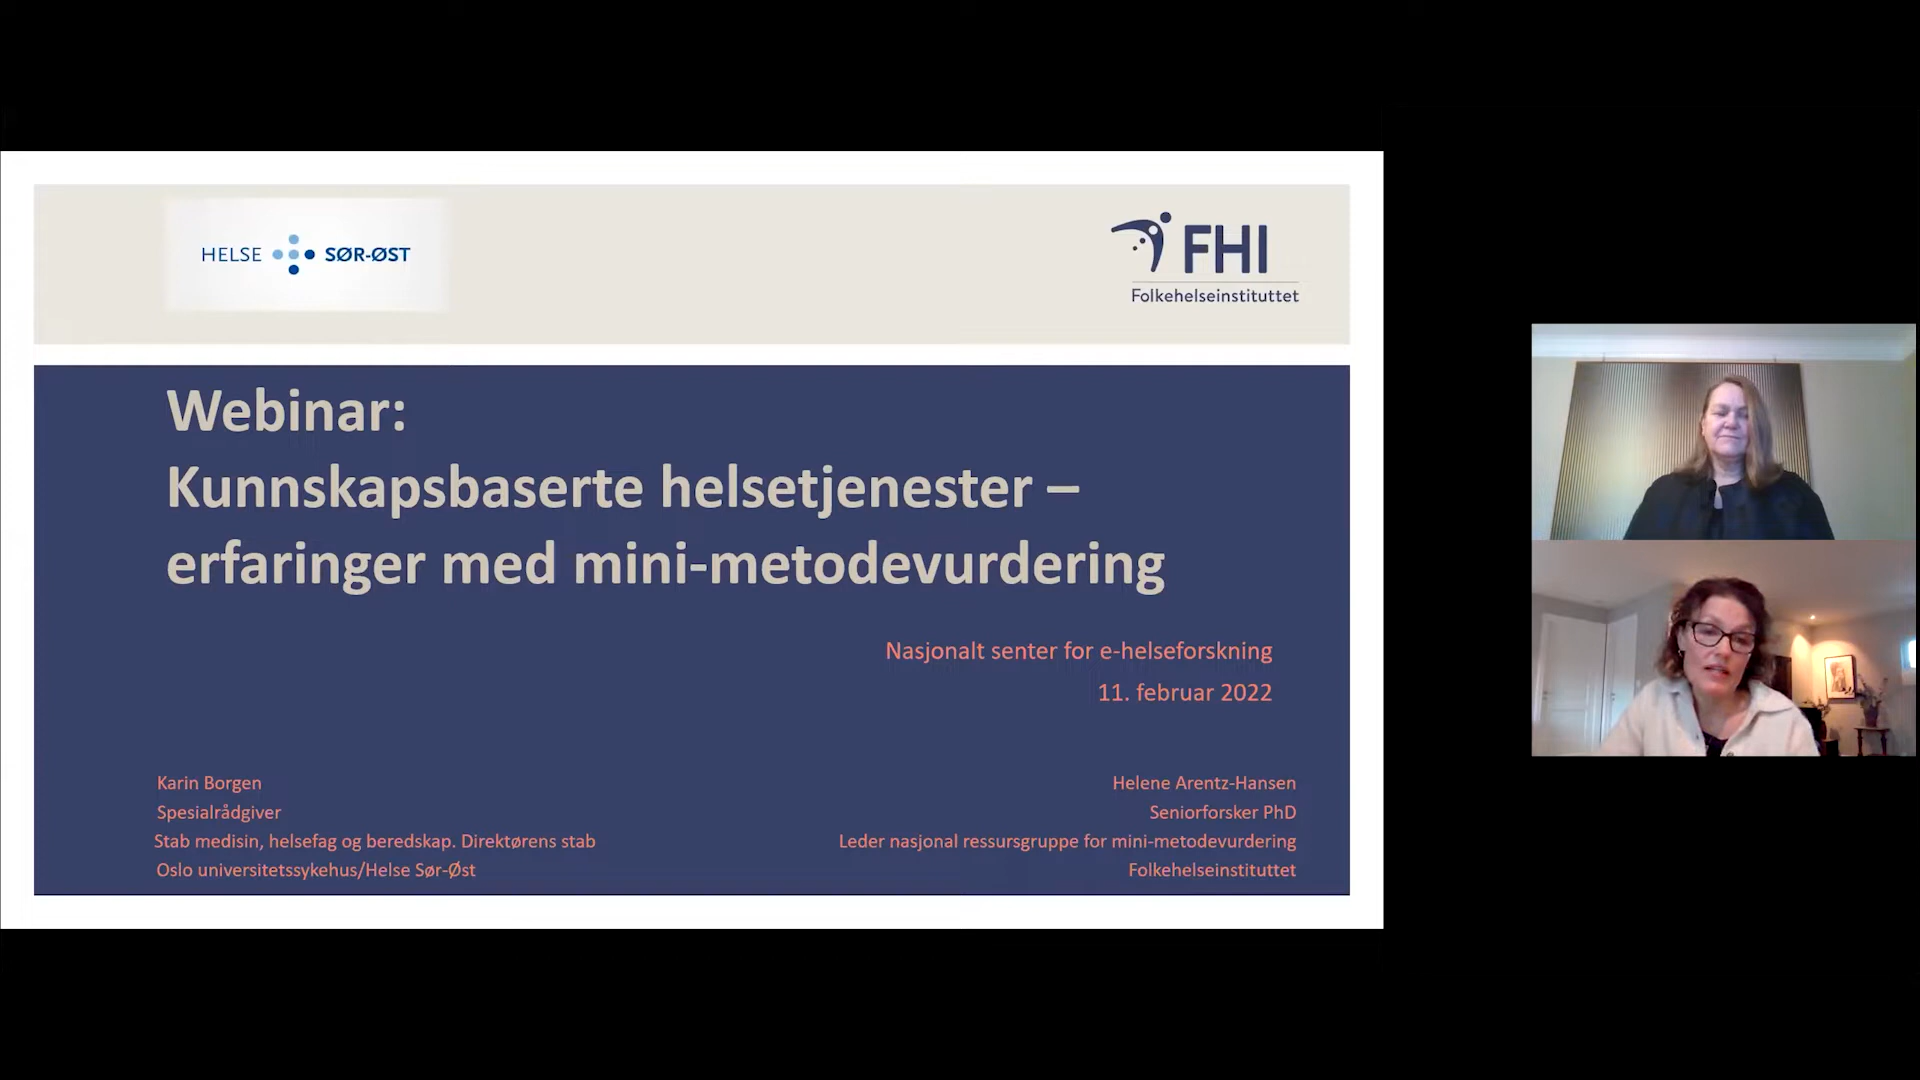 HELSE SØR-ØST
FHI
Folkehelseinstituttet
Webinar:
Kunnskapsbaserte helsetjenester –
erfaringer med mini-metodevurdering
Nasjonalt senter for e-helseforskning
11. februar 2022
Karin Borgen
Spesialrådgiver
Stab medisin, helsefag og beredskap. Direktørens stab
Oslo universitetssykehus/Helse Sør-Øst
Helene Arentz-Hansen
Seniorforsker PhD
Leder nasjonal ressursgruppe for mini-metodevurdering
Folkehelseinstituttet